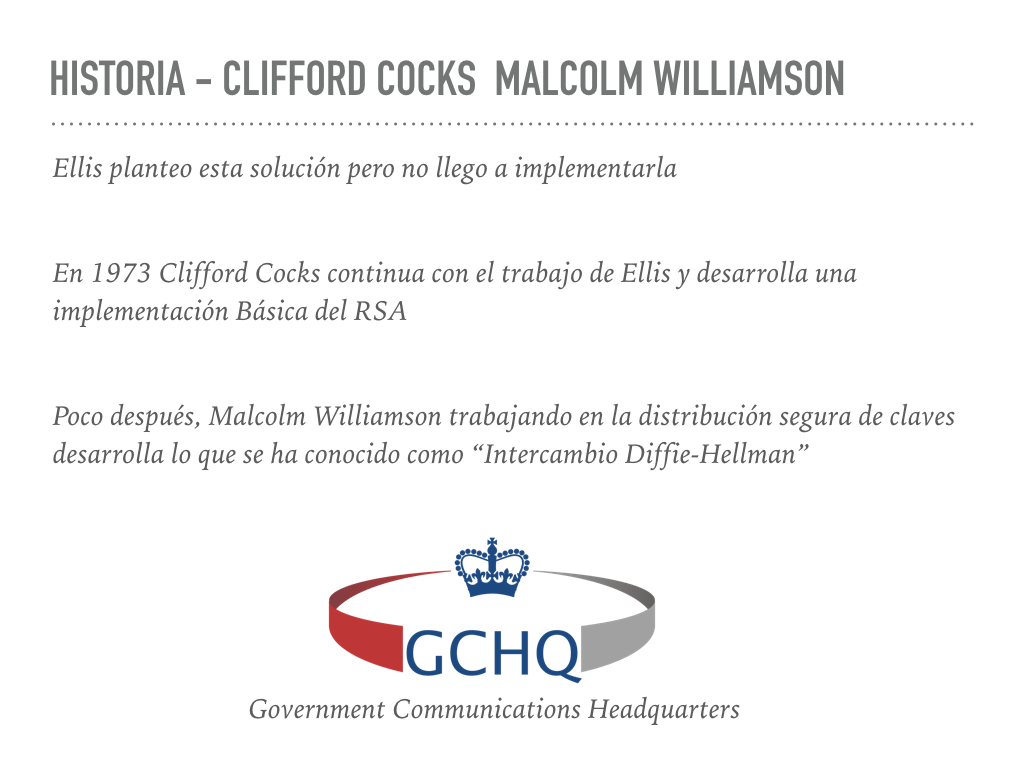 HISTORIA - CLIFFORD COCKS  MALCOLM WILLIAMSON
Ellis planteo esta solución pero no llego a implementarla
En 1973 Clifford Cocks continua con el trabajo de Ellis y desarrolla una
implementación Básica del RSA
Poco después, Malcolm Williamson trabajando en la distribución segura de claves
desarrolla lo que se ha conocido como “Intercambio Diffie-Hellman”
GCHQ
Government Communications Headquarters